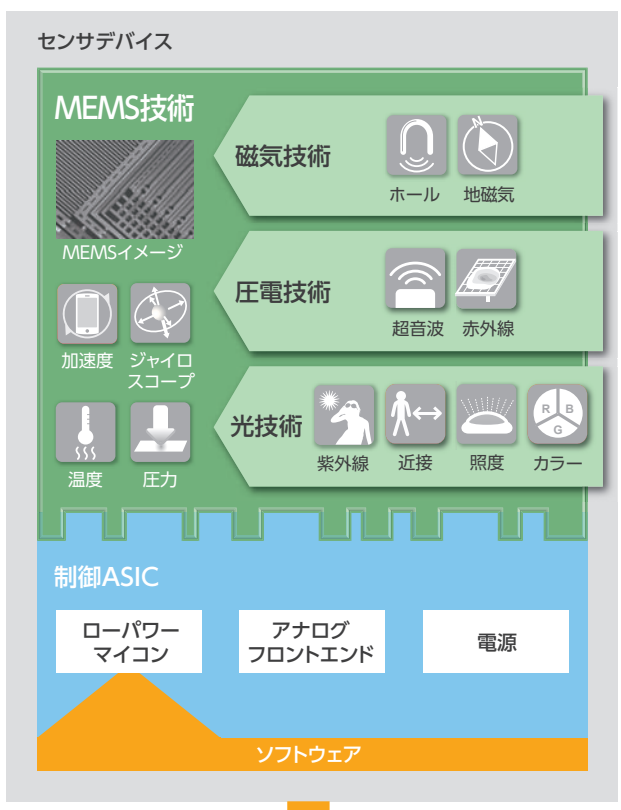 センサデバイス
MEMS技術
MEMSイメージ
加速度
ジャイロ
スコープ
温度
圧力
磁気技術
N
ホール
地磁気
圧電技術
超音波
赤外線
光技術
R
B
G
紫外線
近接
照度
カラー
制御ASIC
ローパワー
マイコン
アナログ
フロントエンド
電源
ソフトウェア